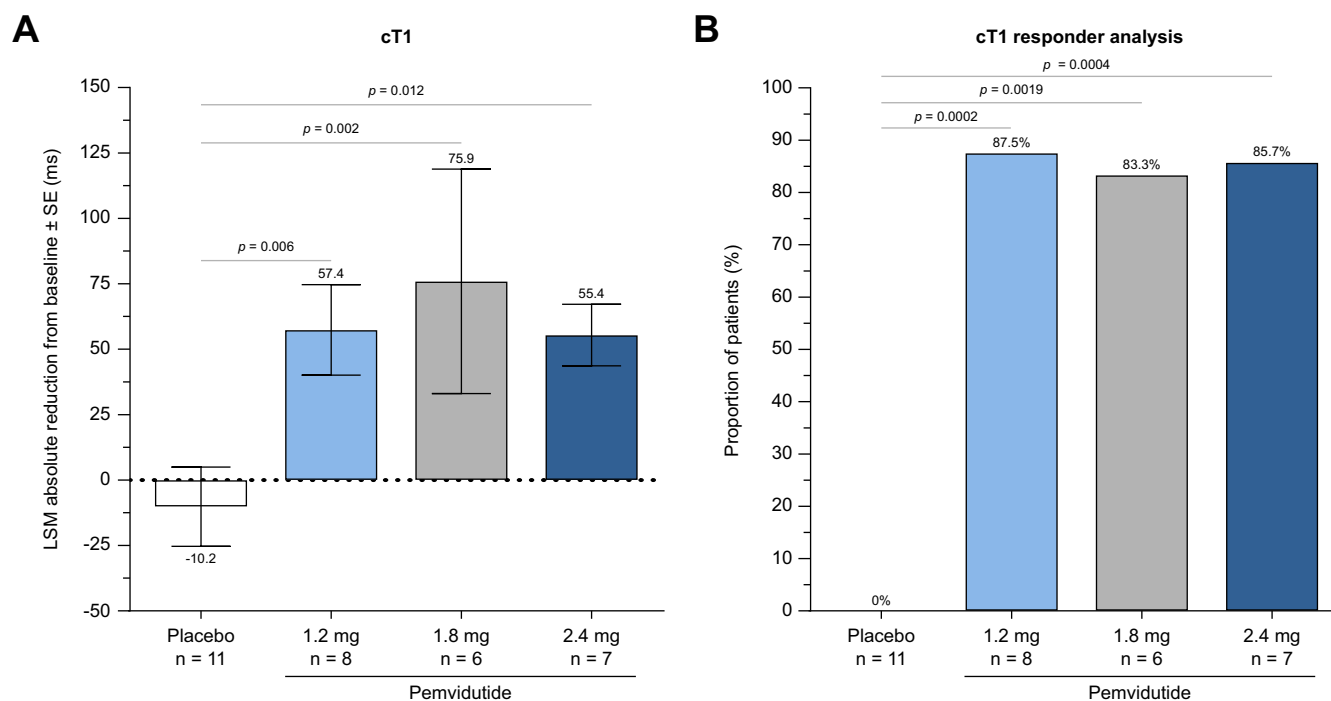 A
cT1
LSM absolute reduction from baseline ± SE (ms)
150
125
100
75
50
25
0
-25
-50
p = 0.012
p = 0.002
75.9
p = 0.006
57.4
55.4
-10.2
Placebo
n = 11
1.2 mg
n = 8
1.8 mg
n = 6
2.4 mg
n = 7
Pemvidutide
B
cT1 responder analysis
Proportion of patients (%)
100
90
80
70
60
50
40
30
20
10
0
p = 0.0004
p = 0.0019
p = 0.0002
87.5%
83.3%
85.7%
0%
Placebo
n = 11
1.2 mg
n = 8
1.8 mg
n = 6
2.4 mg
n = 7
Pemvidutide